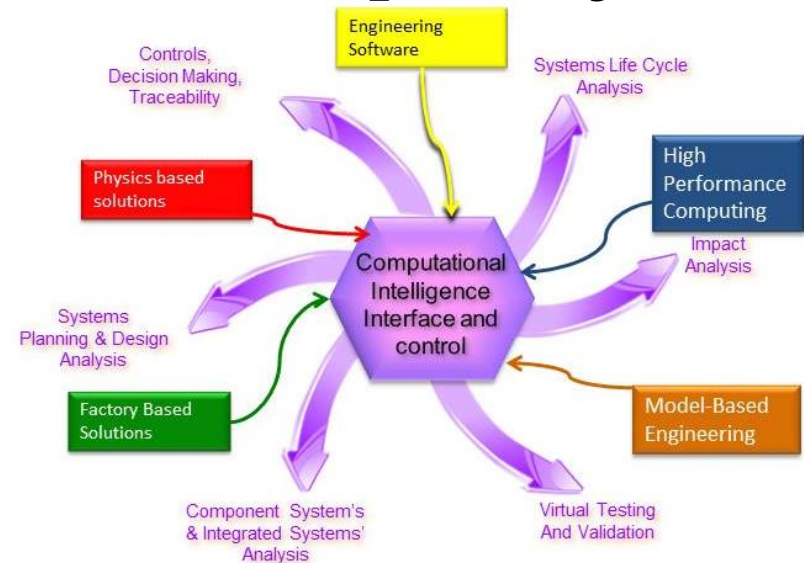 Engineering
Software
Controls,
Decision Making,
Traceability
Systems Life Cycle
Analysis
Physics based
solutions
High
Performance
Computing
Computational
Intelligence
Interface and
control
Impact
Analysis
Systems
Planning & Design
Analysis
Factory Based
Solutions
Model-Based
Engineering
Component System's
& Integrated Systems'
Analysis
Virtual Testing
And Validation